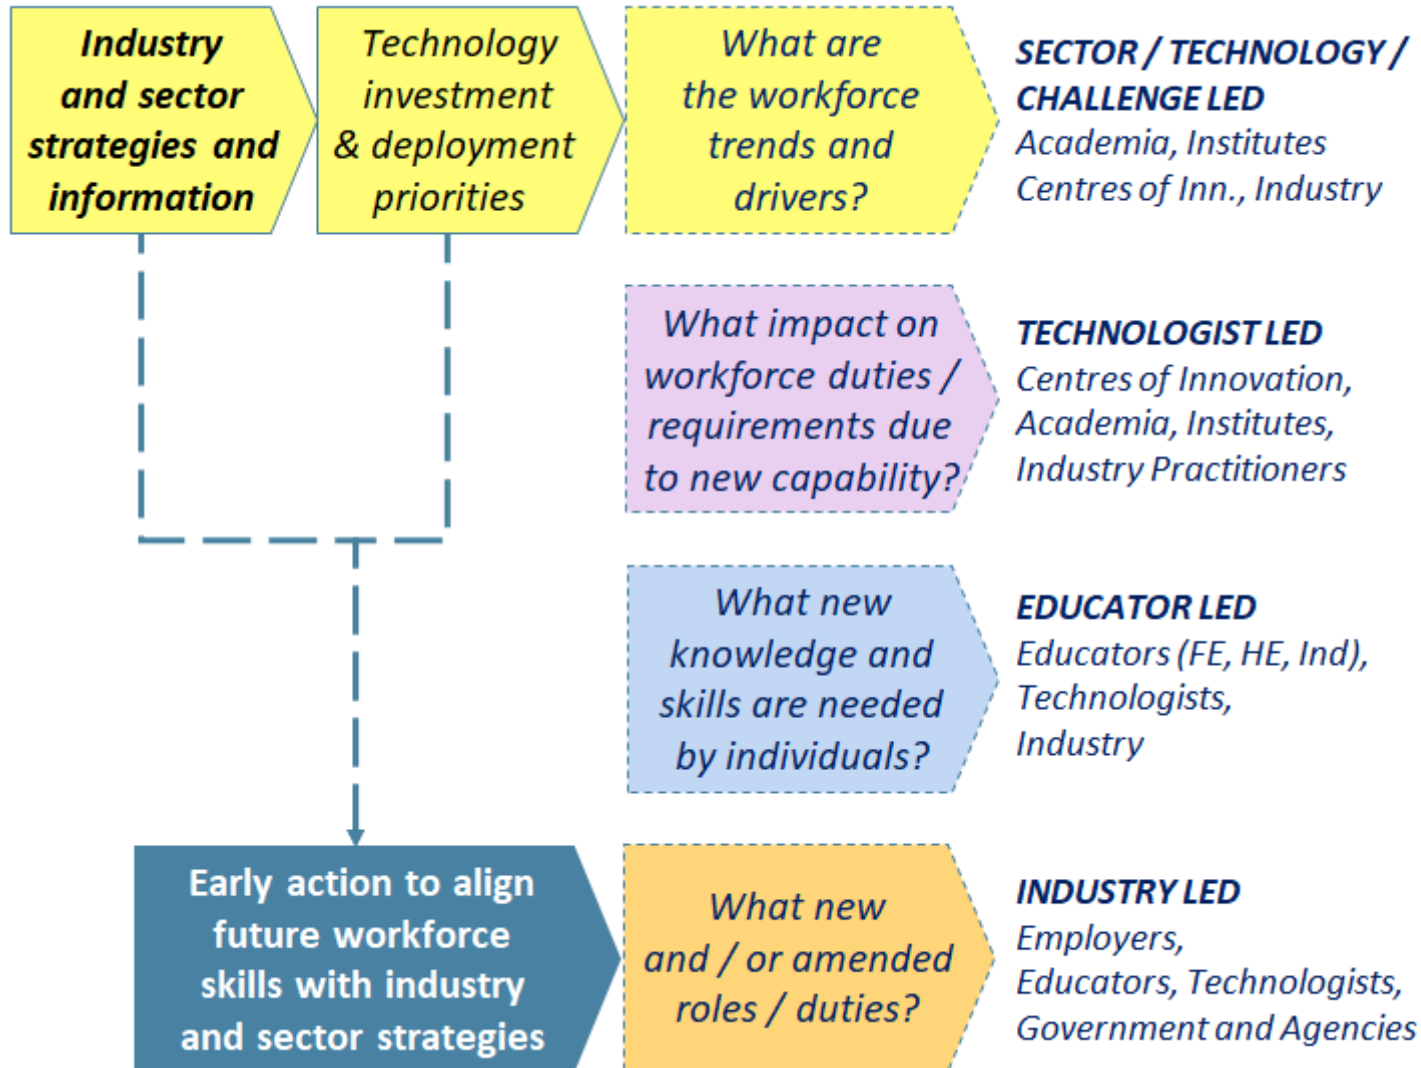 Industry
and sector
strategies and
information
Technology
investment
& deployment
priorities
What are
the workforce
trends and
drivers?
SECTOR / TECHNOLOGY /
CHALLENGE LED
Academia, Institutes
Centres of Inn., Industry
What impact on
workforce duties /
requirements due
to new capability?
TECHNOLOGIST LED
Centres of Innovation,
Academia, Institutes,
Industry Practitioners
What new
knowledge and
skills are needed
by individuals?
EDUCATOR LED
Educators (FE, HE, Ind),
Technologists,
Industry
Early action to align
future workforce
skills with industry
and sector strategies
What new
and / or amended
roles / duties?
INDUSTRY LED
Employers,
Educators, Technologists,
Government and Agencies